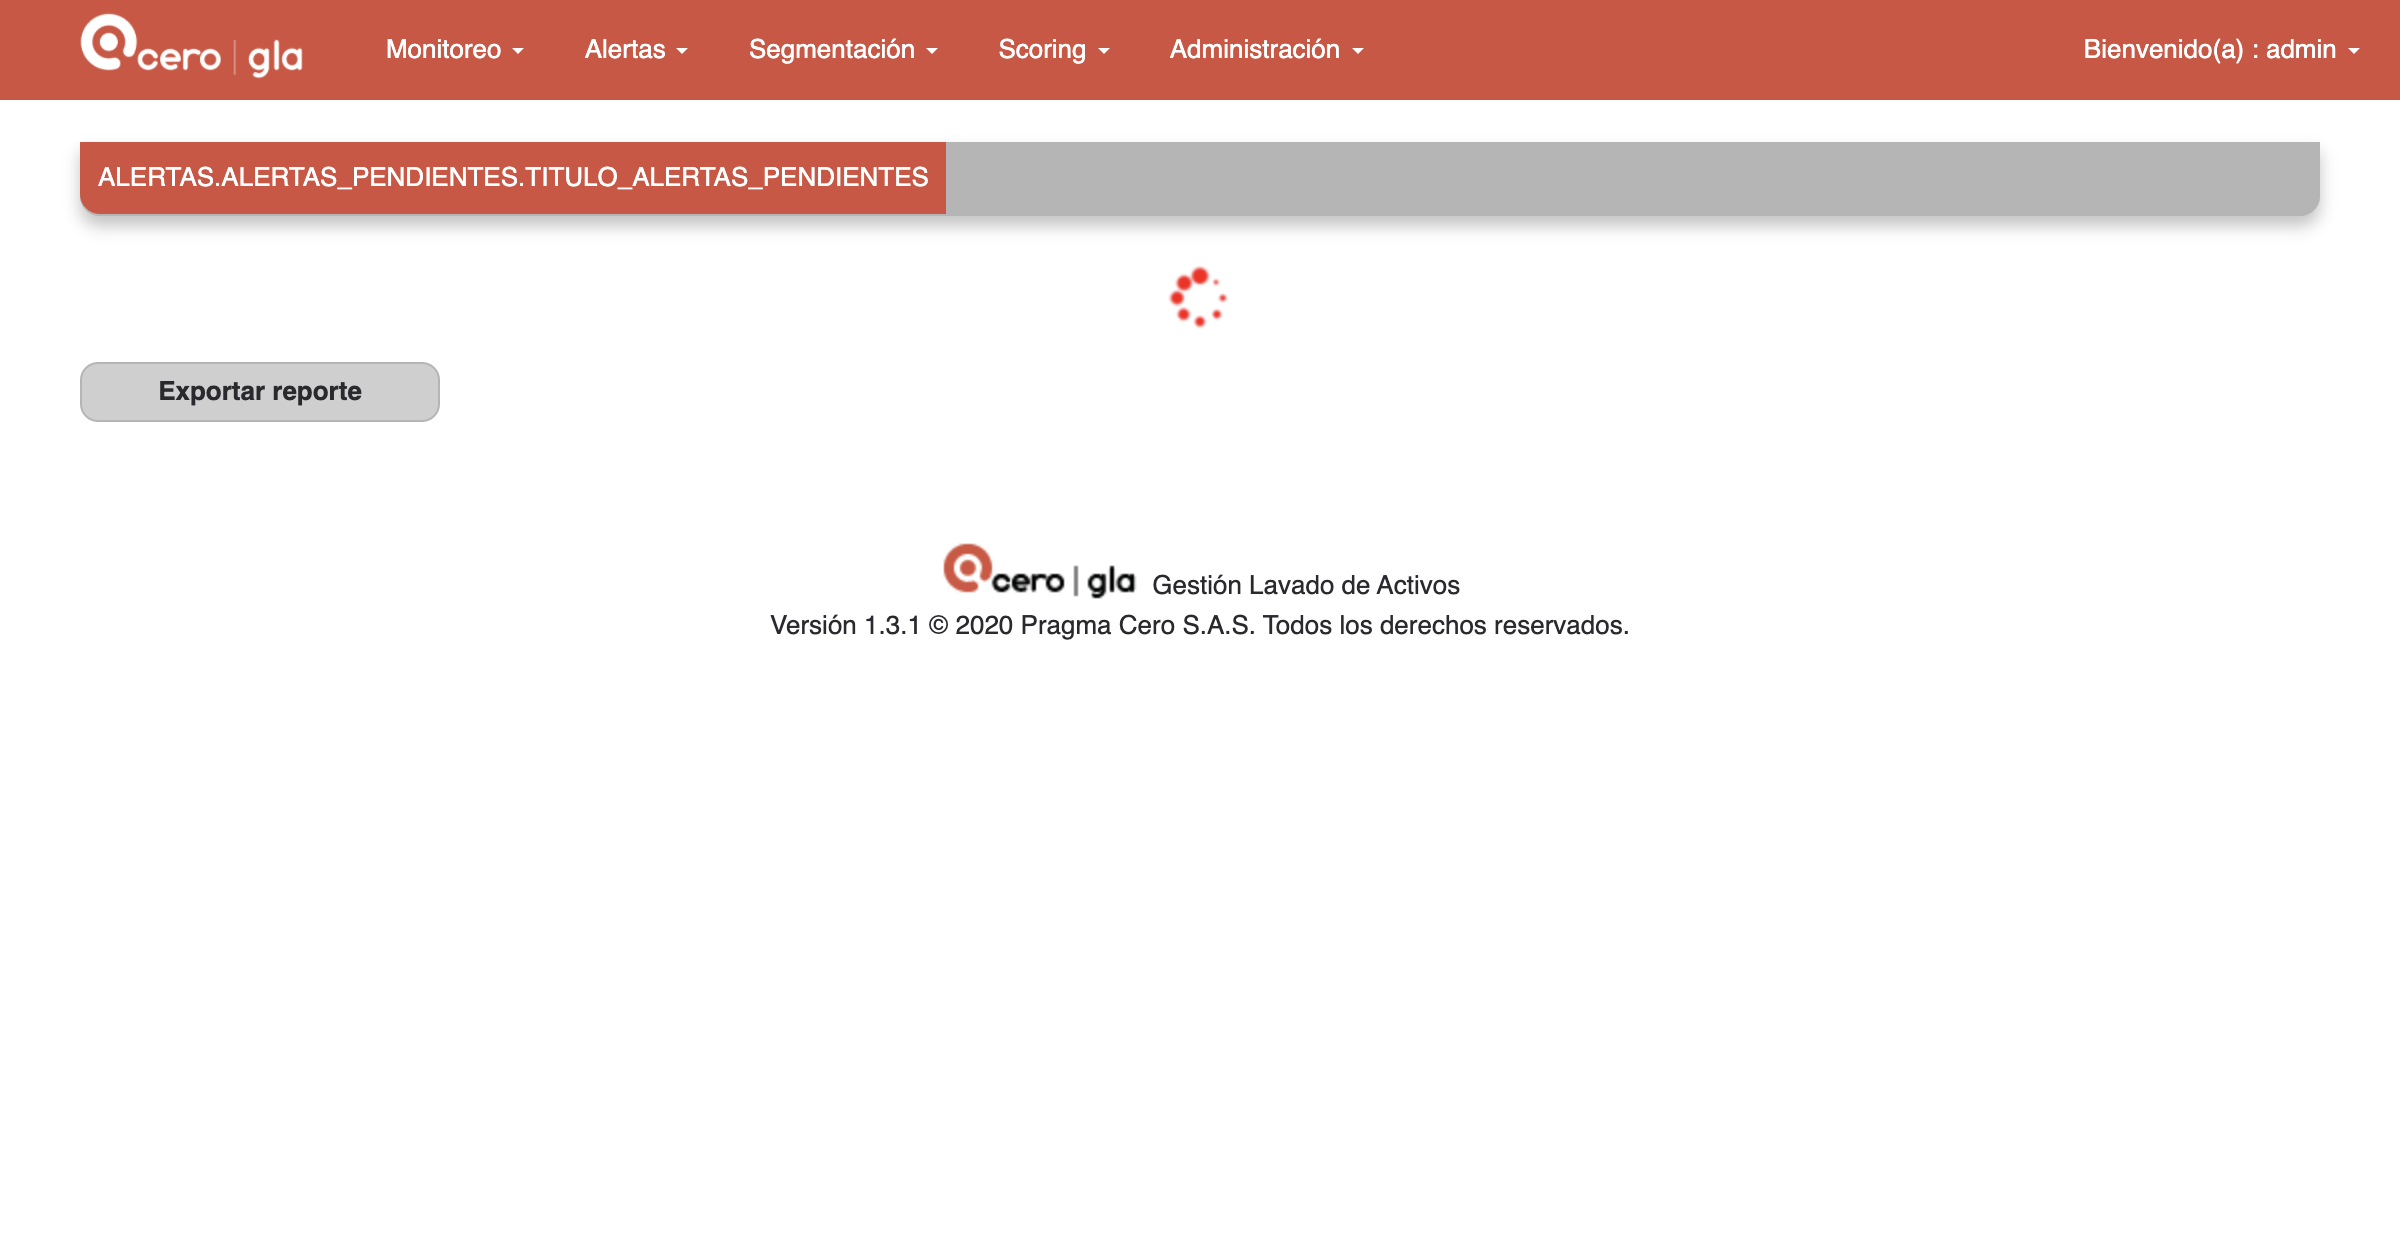 cero | gla Monitoreo Alertas Segmentación Scoring Administración Bienvenido(a) : admin
ALERTAS.ALERTAS_PENDIENTES.TITULO_ALERTAS_PENDIENTES
Exportar reporte
cero | gla Gestión Lavado de Activos
Versión 1.3.1 © 2020 Pragma Cero S.A.S. Todos los derechos reservados.